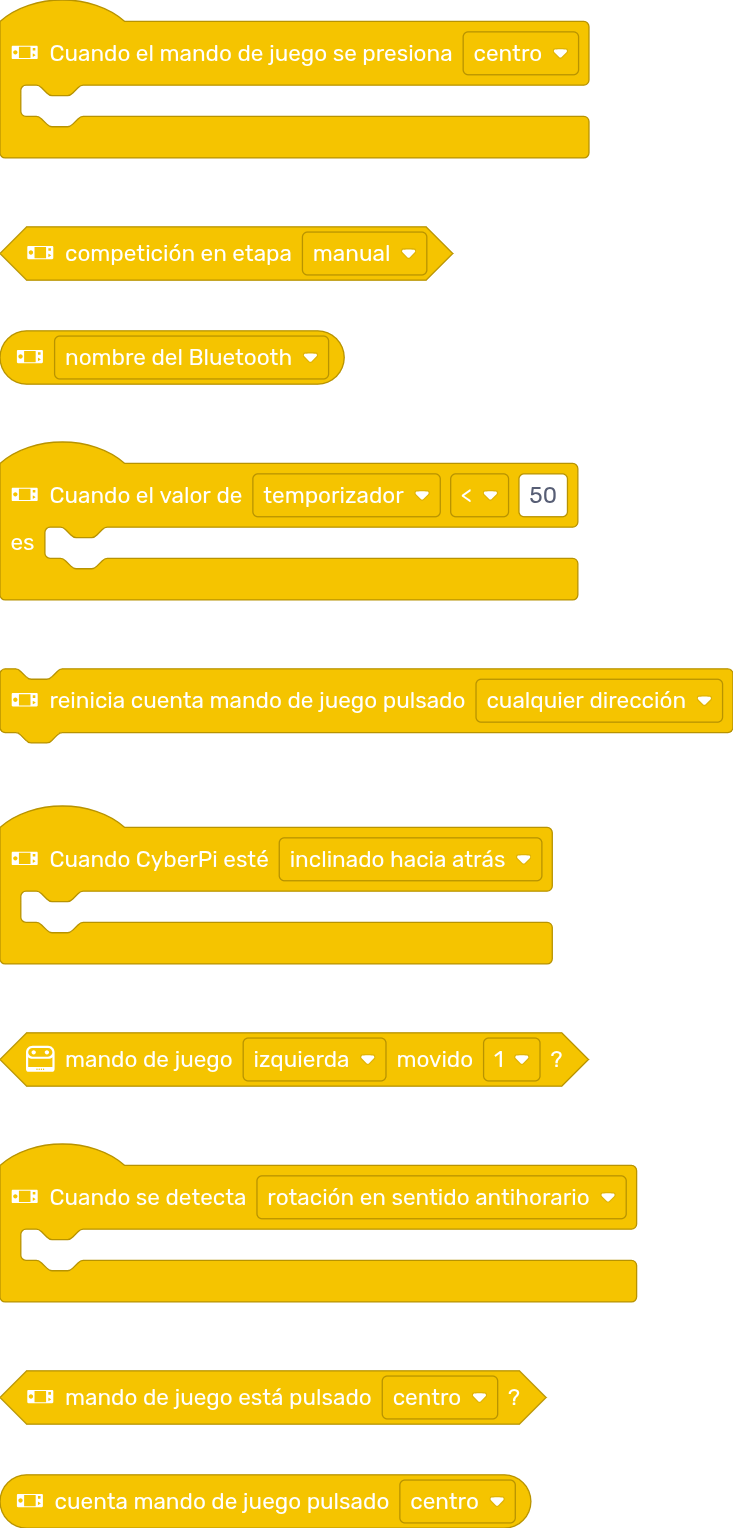 Cuando el mando de juego se presiona centro
competición en etapa manual
nombre del Bluetooth
Cuando el valor de temporizador < 50
es
reinicia cuenta mando de juego pulsado cualquier dirección
Cuando CyberPi esté inclinado hacia atrás
mando de juego izquierda movido 1 ?
Cuando se detecta rotación en sentido antihorario
mando de juego está pulsado centro ?
cuenta mando de juego pulsado centro